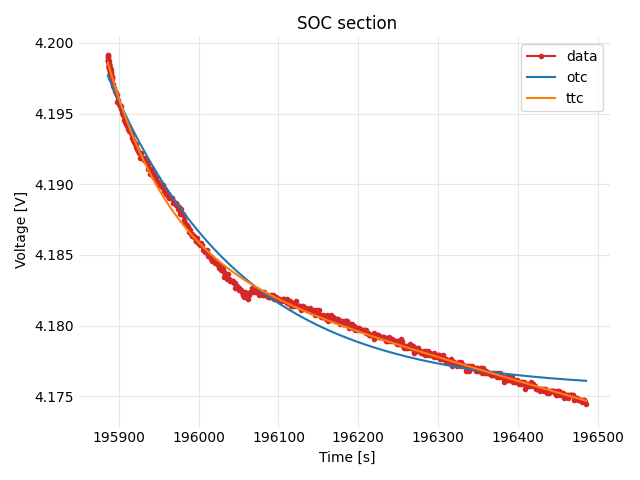 SOC section
data
otc
ttc
Voltage [V]
4.200
4.195
4.190
4.185
4.180
4.175
195900 196000 196100 196200 196300 196400 196500
Time [s]